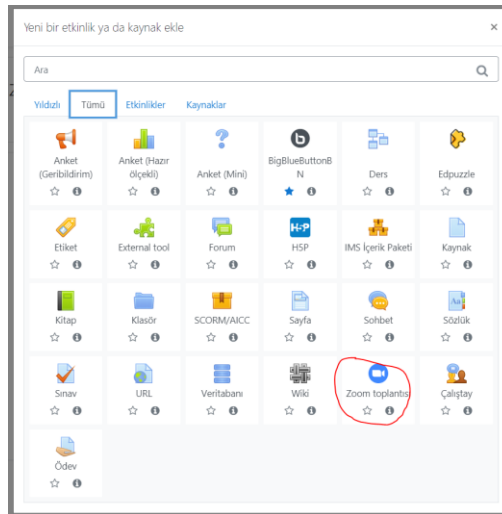 Yeni bir etkinlik ya da kaynak ekle
×
Ara
Yıldızlı Tümü Etkinlikler Kaynaklar
Anket
(Geribildirim)
Anket (Hazır
ölçekli)
Anket (Mini)
BigBlueButtonB
N
Ders
Edpuzzle
Etiket
External tool
Forum
H5P
H5P
IMS İçerik Paketi
Kaynak
Kitap
Klasör
SCORM/AICC
Sayfa
Sohbet
Aa
Sözlük
Sınav
URL
Veritabanı
Wiki
Zoom toplantısı
Çalıştay
Ödev